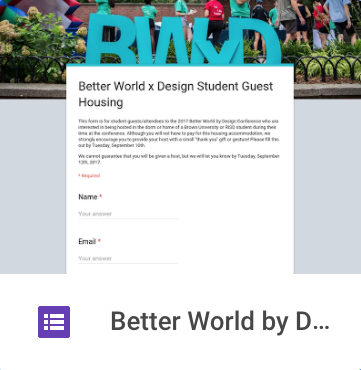 BWxD
Better World x Design Student Guest
Housing
This form is for student guests/attendees to the 2017 Better World by Design Conference who are
interested in being hosted in the dorm or home of a Brown University or RISD student during their
time at the conference. Although you will not have to pay for this housing accommodation, we
strongly encourage you to provide your host with a small "thank you" gift or gesture! Please fill this
out by Tuesday, September 10th.
We cannot guarantee that you will be given a host, but we will let you know by Tuesday, September
12th, 2017.
* Required
Name *
Your answer
Email *
Your answer
Better World by D...